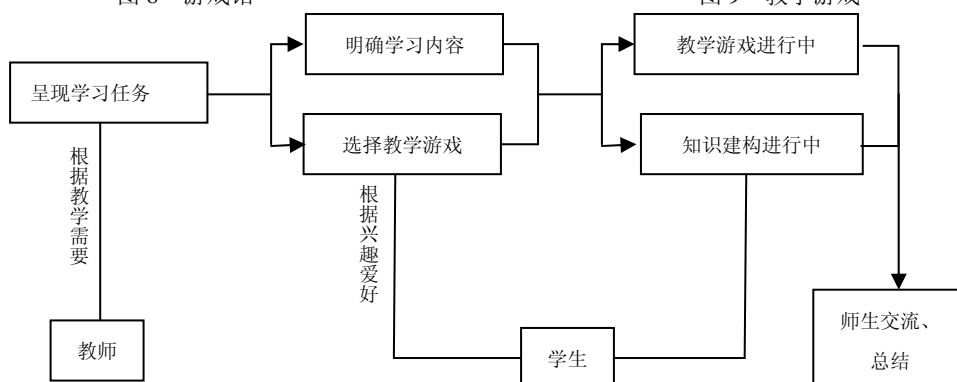 明确学习内容
教学游戏进行中
呈现学习任务
选择教学游戏
知识建构进行中
根据教学需要
根据兴趣爱好
教师
学生
师生交流、
总结